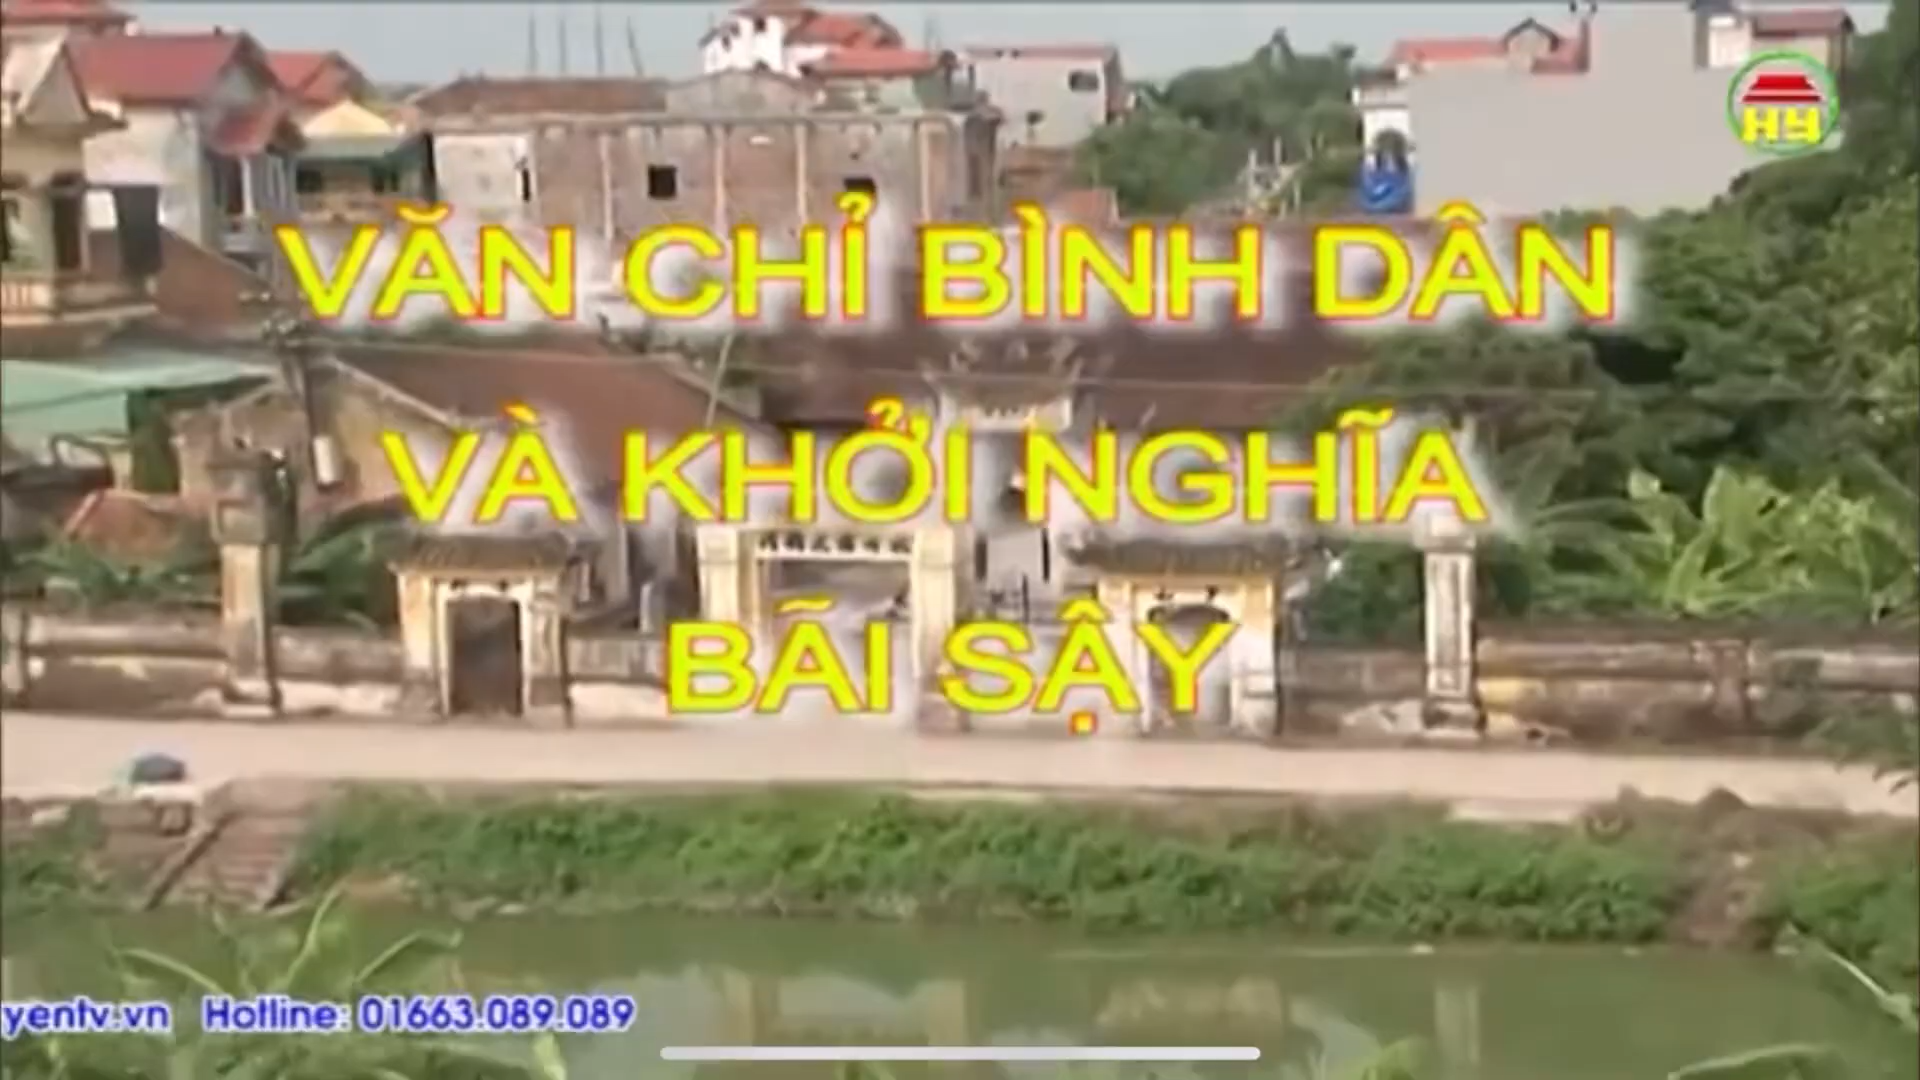 HY
VĂN CHỈ BÌNH DÂN
VÀ KHỞI NGHĨA
BÃI SẬY
yentv.vn Hotline: 01663.089.089